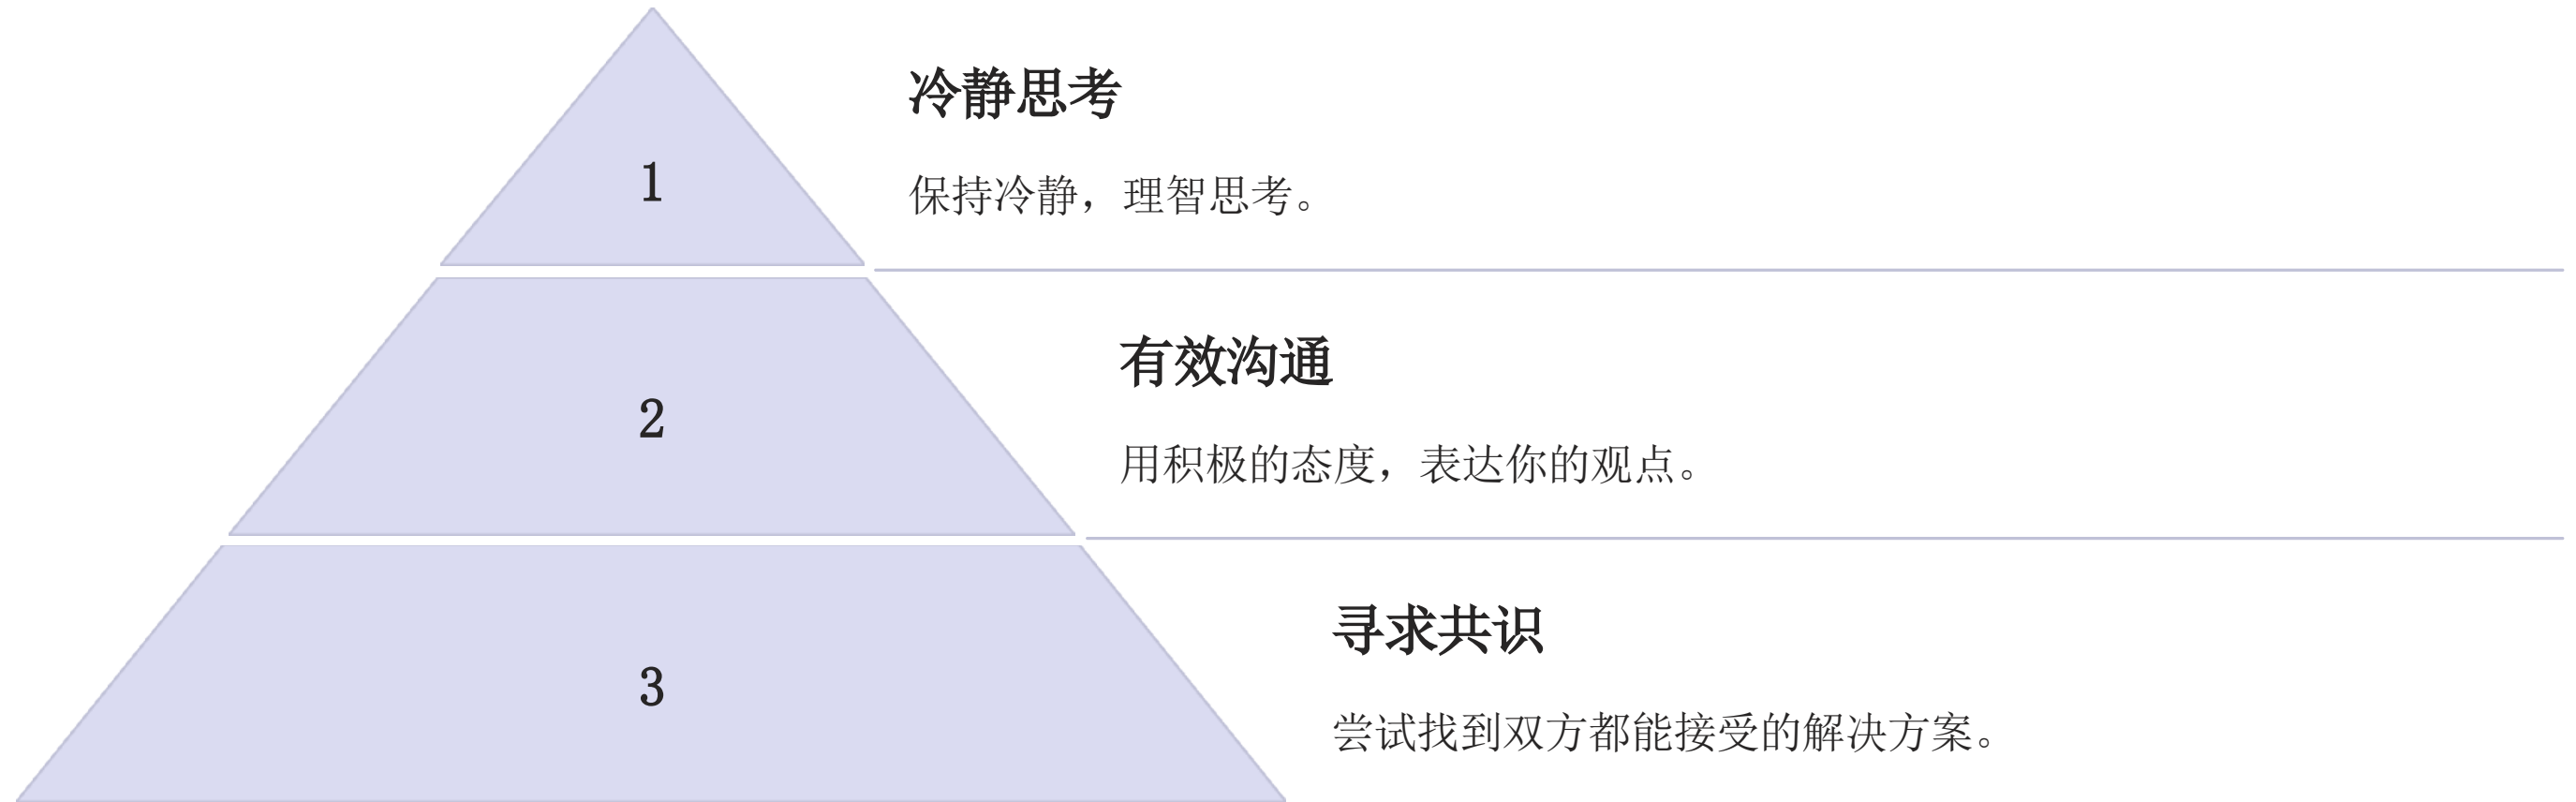 1
冷静思考
保持冷静，理智思考。
2
有效沟通
用积极的态度，表达你的观点。
3
寻求共识
尝试找到双方都能接受的解决方案。